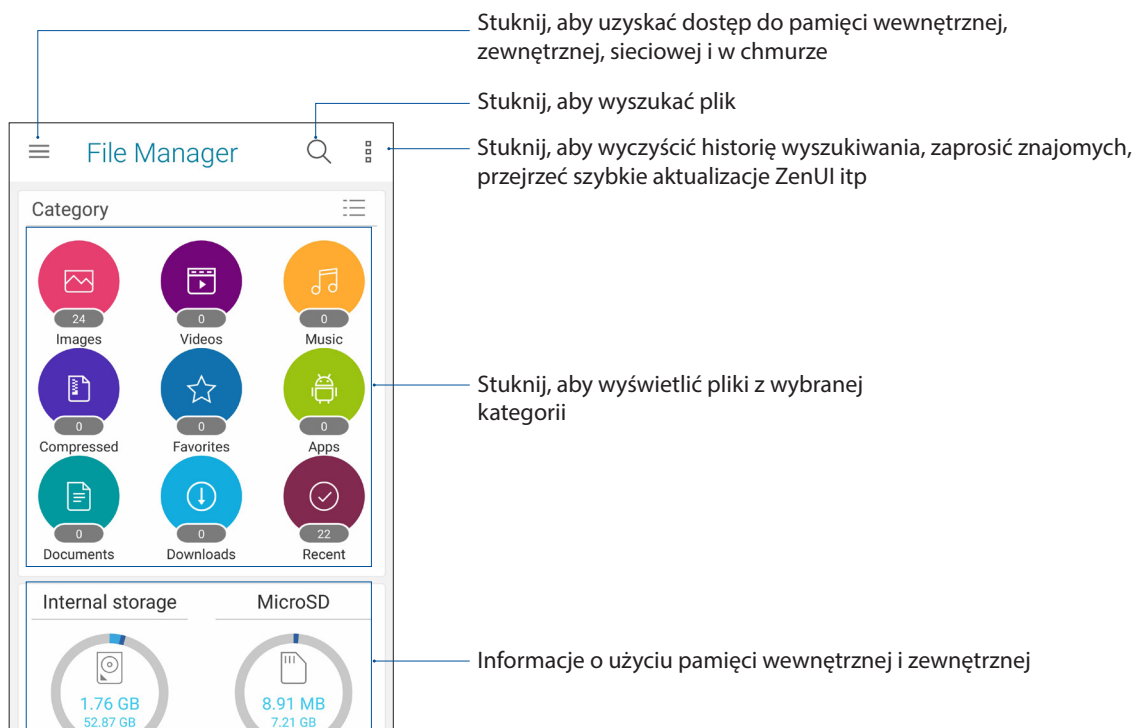 Stuknij, aby uzyskać dostęp do pamięci wewnętrznej,
zewnętrznej, sieciowej i w chmurze
Stuknij, aby wyszukać plik
Stuknij, aby wyczyścić historię wyszukiwania, zaprosić znajomych,
przejrzeć szybkie aktualizacje ZenUI itp
File Manager
Category
24 0 0
Images Videos Music
0 0 0
Compressed Favorites Apps
0 0 22
Documents Downloads Recent
Stuknij, aby wyświetlić pliki z wybranej
kategorii
Internal storage MicroSD
1.76 GB 8.91 MB
52.87 GB 7.21 GB
Informacje o użyciu pamięci wewnętrznej i zewnętrznej